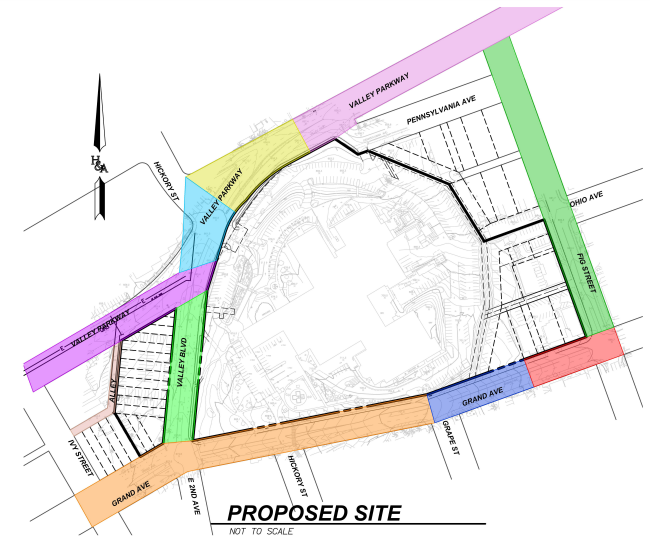 VALLEY PARKWAY
PENNSYLVANIA AVE
HICKORY ST
VALLEY PARKWAY
OHIO AVE
FIG STREET
VALLEY PARKWAY
VALLEY BLVD.
ALLEY
GRAND AVE
IVY STREET
GRAPE ST
HICKORY ST
E 2ND AVE
GRAND AVE
PROPOSED SITE
NOT TO SCALE